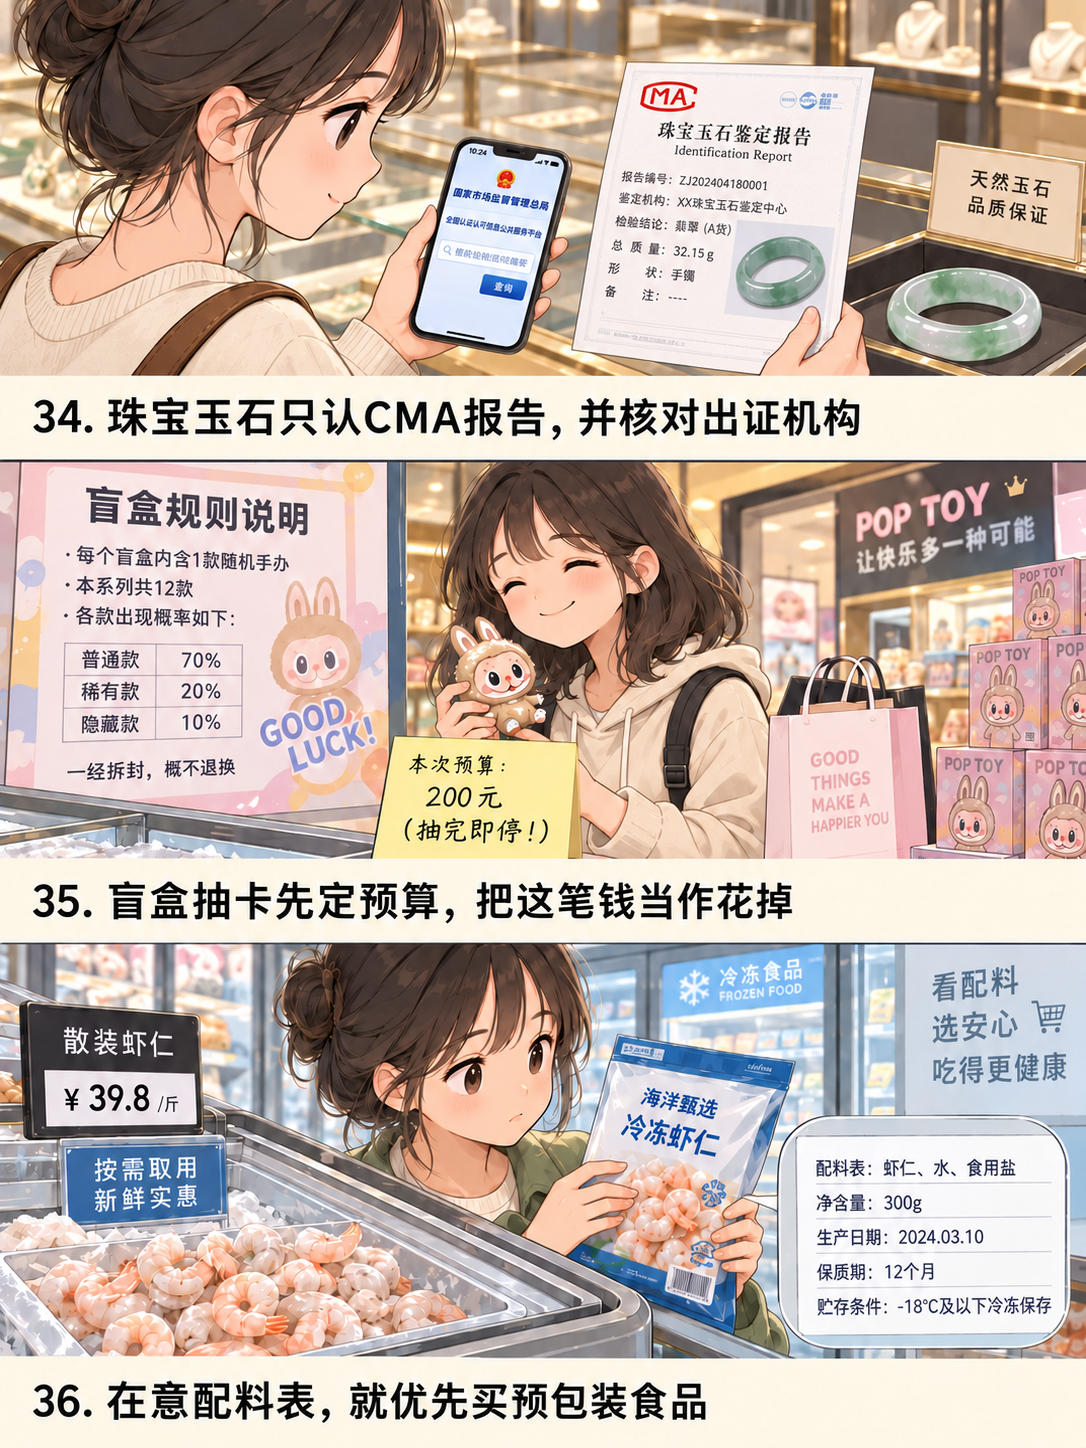 10:24
国家市场监督管理总局
全国认证认可信息公共服务平台
查询
CMA
珠宝玉石鉴定报告
Identification Report
报告编号：ZJ202404180001
鉴定机构：XX珠宝玉石鉴定中心
检验结论：翡翠 (A货)
总 质 量：32.15 g
形 状：手镯
备 注：----
天然玉石
品质保证
34. 珠宝玉石只认CMA报告，并核对出证机构
盲盒规则说明
·每个盲盒内含1款随机手办
·本系列共12款
·各款出现概率如下：
普通款 70%
稀有款 20%
隐藏款 10%
一经拆封，概不退换
GOOD
LUCK!
本次预算：
200元
（抽完即停！）
POP TOY
让快乐多一种可能
GOOD
THINGS
MAKE A
HAPPIER YOU
POP TOY
POP TOY
POP TOY
POP TO
35. 盲盒抽卡先定预算，把这笔钱当作花掉
散装虾仁
¥ 39.8 /斤
按需取用
新鲜实惠
冷冻食品
FROZEN FOOD
海洋甄选
冷冻虾仁
看配料
选安心
吃得更健康
配料表：虾仁、水、食用盐
净含量：300g
生产日期：2024.03.10
保质期：12个月
贮存条件：-18°C及以下冷冻保存
36. 在意配料表，就优先买预包装食品